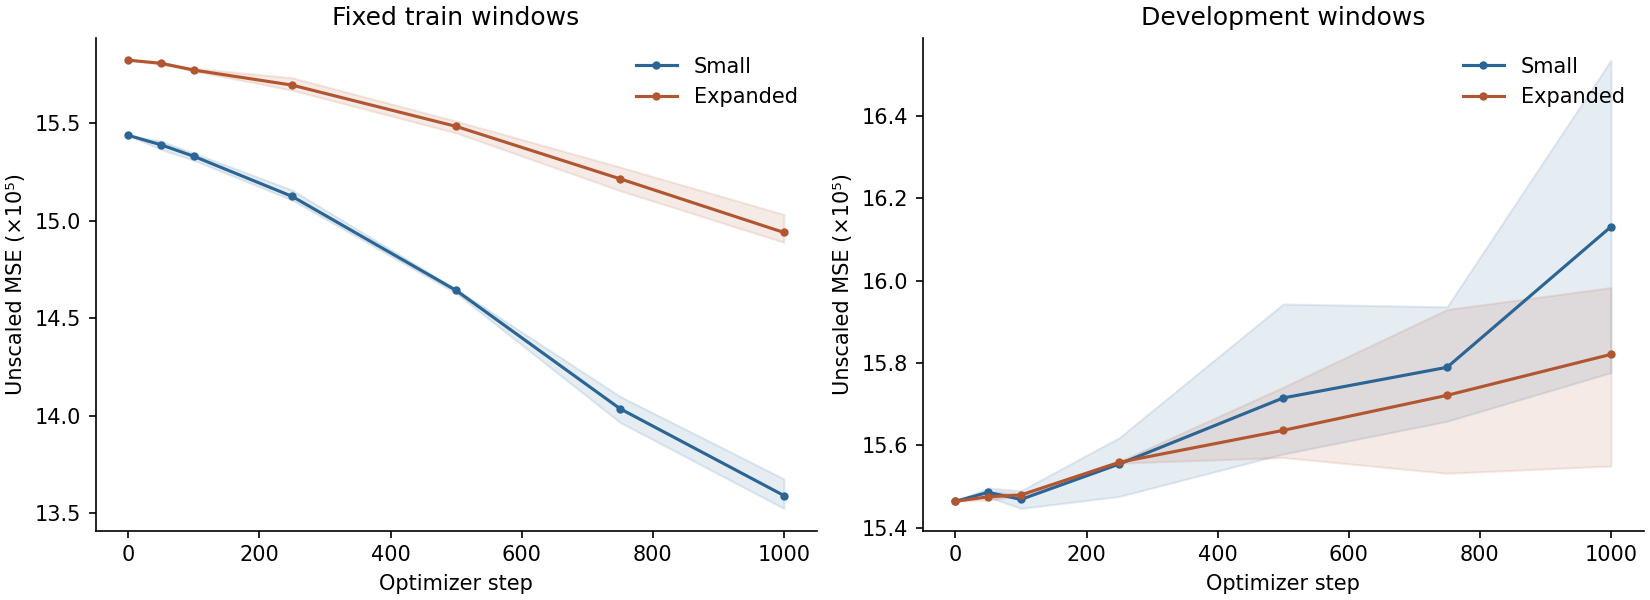 Fixed train windows
Unscaled MSE (×10⁵)
15.5
15.0
14.5
14.0
13.5
0
200
400
600
800
1000
Optimizer step
Small
Expanded
Development windows
Unscaled MSE (×10⁵)
16.4
16.2
16.0
15.8
15.6
15.4
0
200
400
600
800
1000
Optimizer step
Small
Expanded